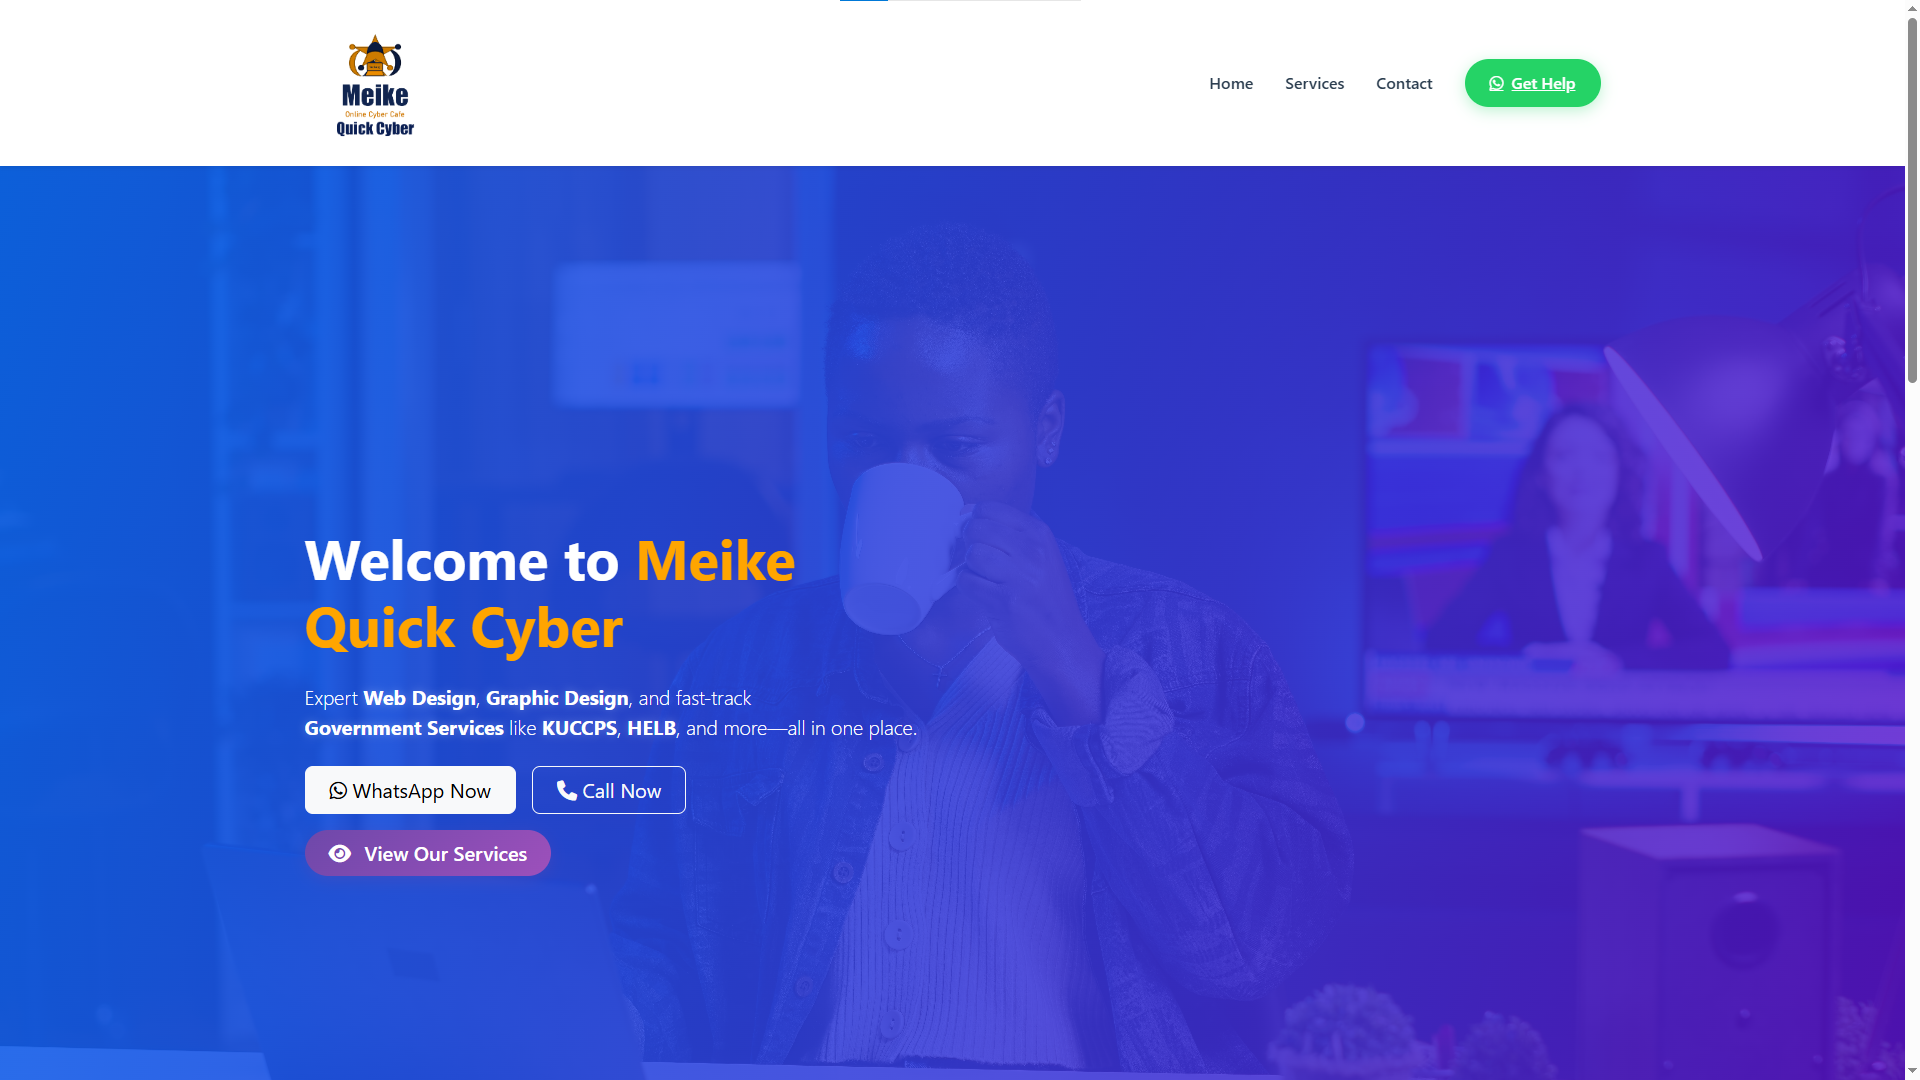 Meike
Online Cyber Cafe
Quick Cyber
Home
Services
Contact
Get Help
Welcome to Meike
Quick Cyber
Expert Web Design, Graphic Design, and fast-track
Government Services like KUCCPS, HELB, and more—all in one place.
WhatsApp Now
Call Now
View Our Services